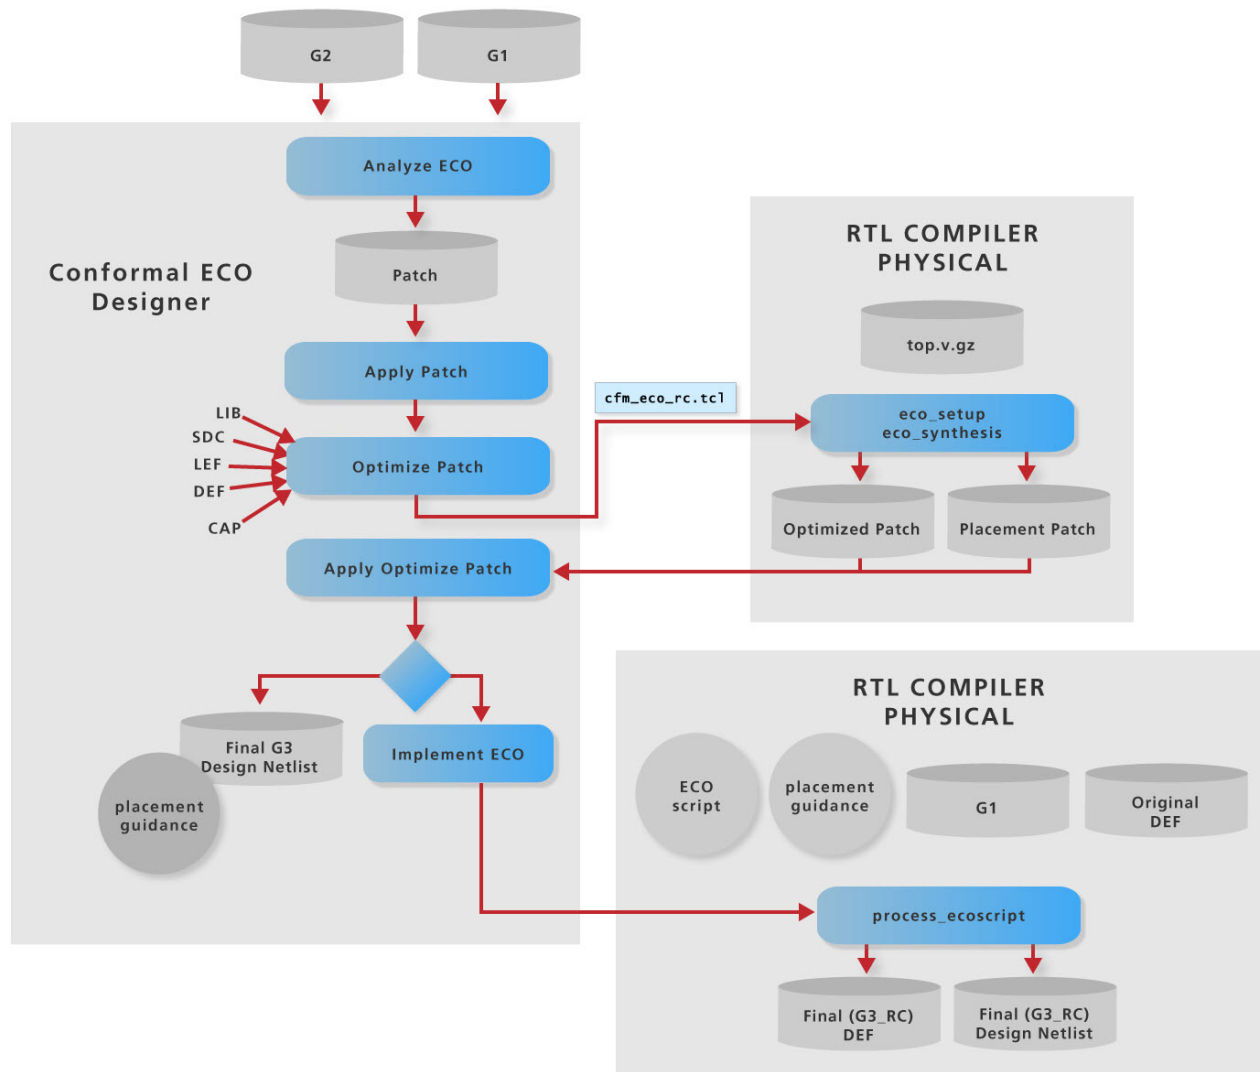 G2
G1
Analyze ECO
Conformal ECO
Designer
Patch
Apply Patch
LIB
SDC
LEF
DEF
CAP
Optimize Patch
cfm_eco_rc.tcl
RTL COMPILER
PHYSICAL
top.v.gz
eco_setup
eco_synthesis
Optimized Patch
Placement Patch
Apply Optimize Patch
Final G3
Design Netlist
placement
guidance
Implement ECO
RTL COMPILER
PHYSICAL
ECO
script
placement
guidance
G1
Original
DEF
process_ecoscript
Final (G3_RC)
DEF
Final (G3_RC)
Design Netlist